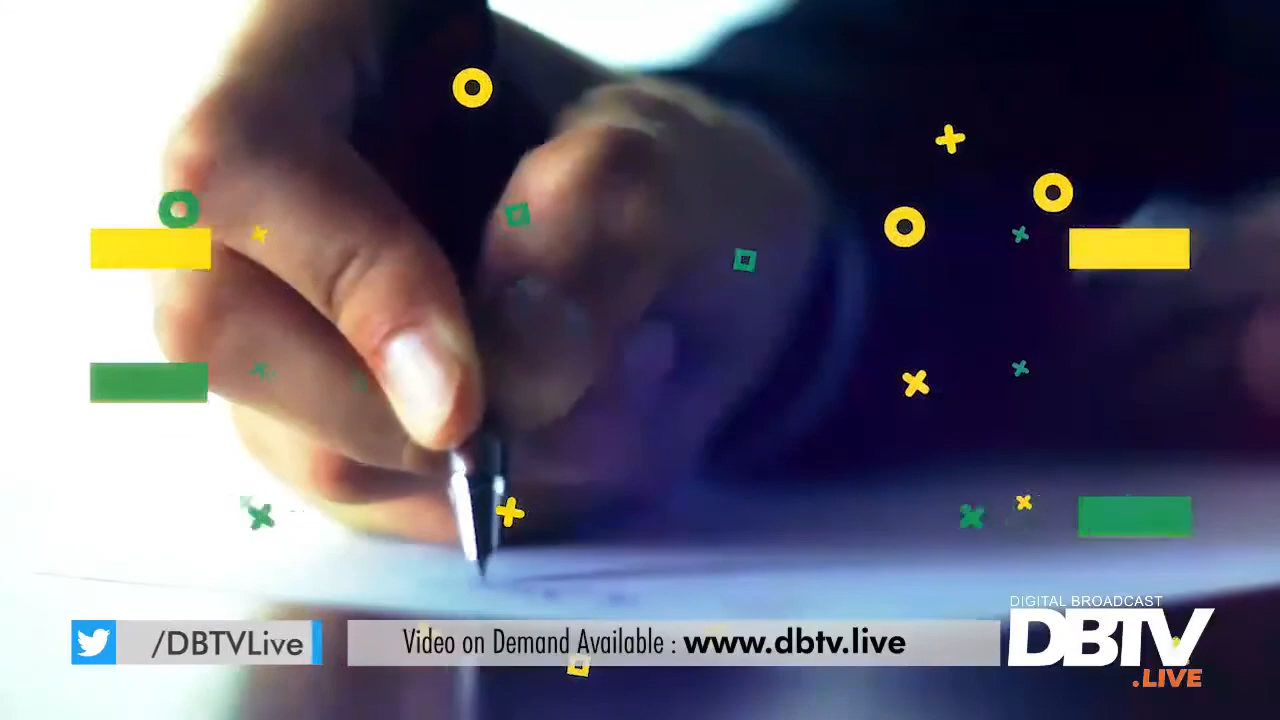 DIGITAL BROADCAST
DBTV
.LIVE
/DBTVLive
Video on Demand Available : www.dbtv.live